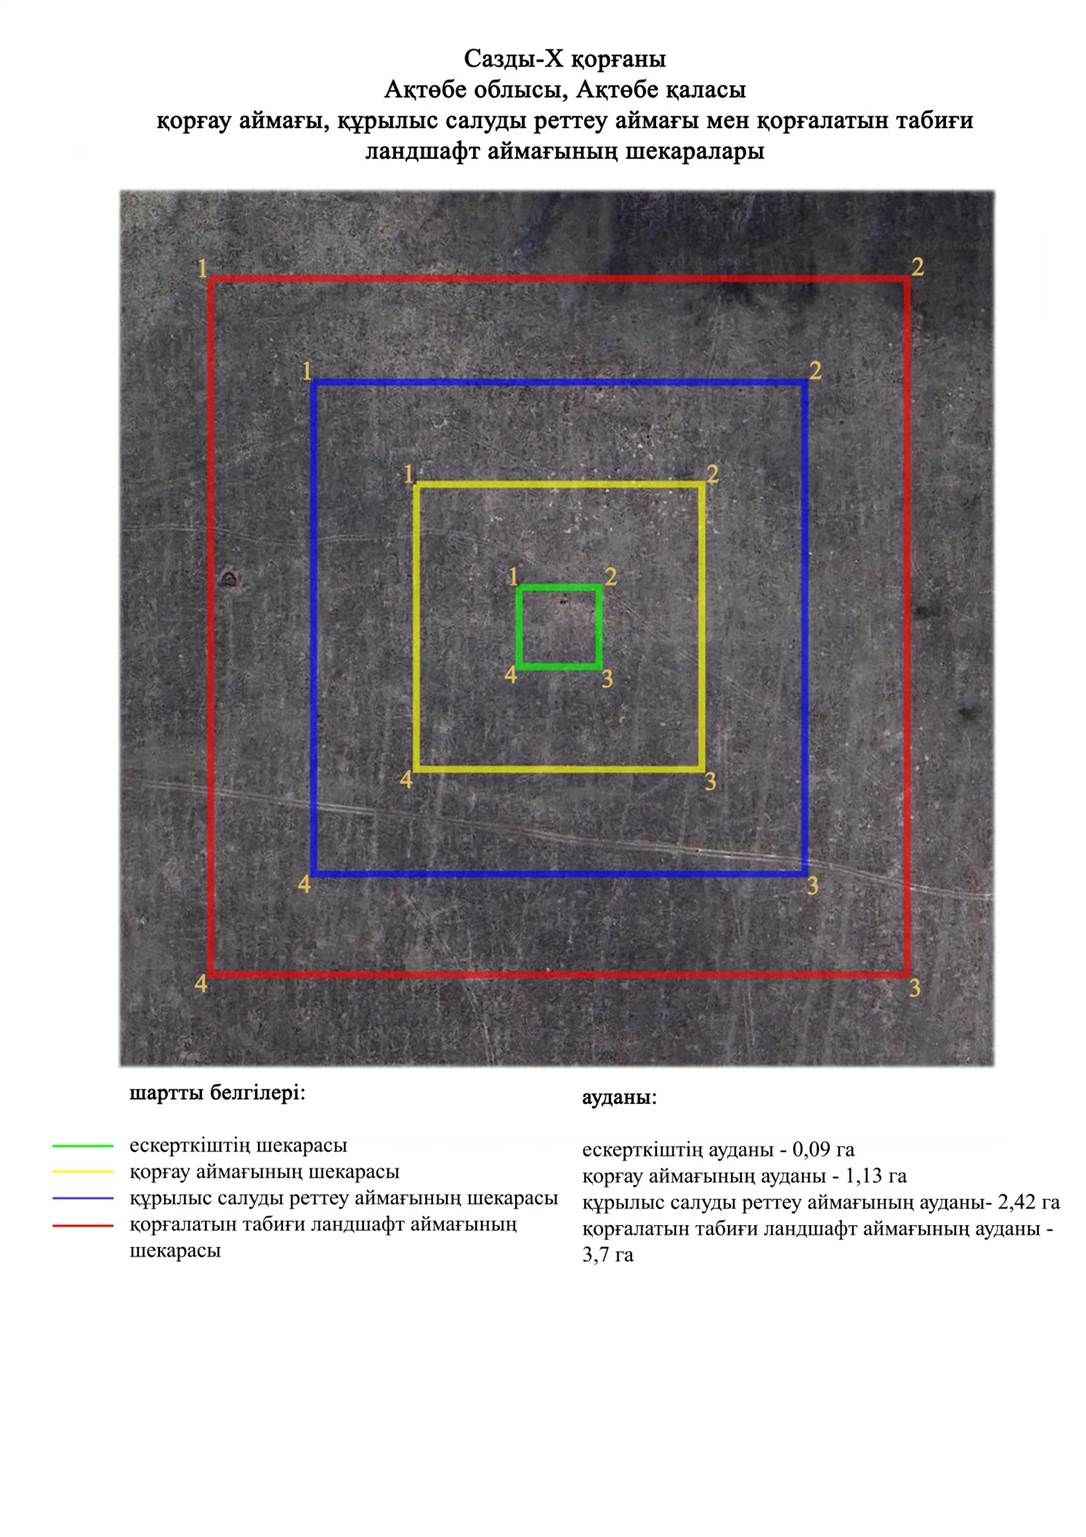 Сазды-X қорғаны
Ақтөбе облысы, Ақтөбе қаласы
қорғау аймағы, құрылыс салуды реттеу аймағы мен қорғалатын табиғи
ландшафт аймағының шекаралары
1
2
1
2
1
2
1
2
4
3
4
3
4
3
4
3
шартты белгілері:
ескерткіштің шекарасы
қорғау аймағының шекарасы
құрылыс салуды реттеу аймағының шекарасы
қорғалатын табиғи ландшафт аймағының
шекарасы
ауданы:
ескерткіштің ауданы - 0,09 га
қорғау аймағының ауданы - 1,13 га
құрылыс салуды реттеу аймағының ауданы- 2,42 га
қорғалатын табиғи ландшафт аймағының ауданы -
3,7 га